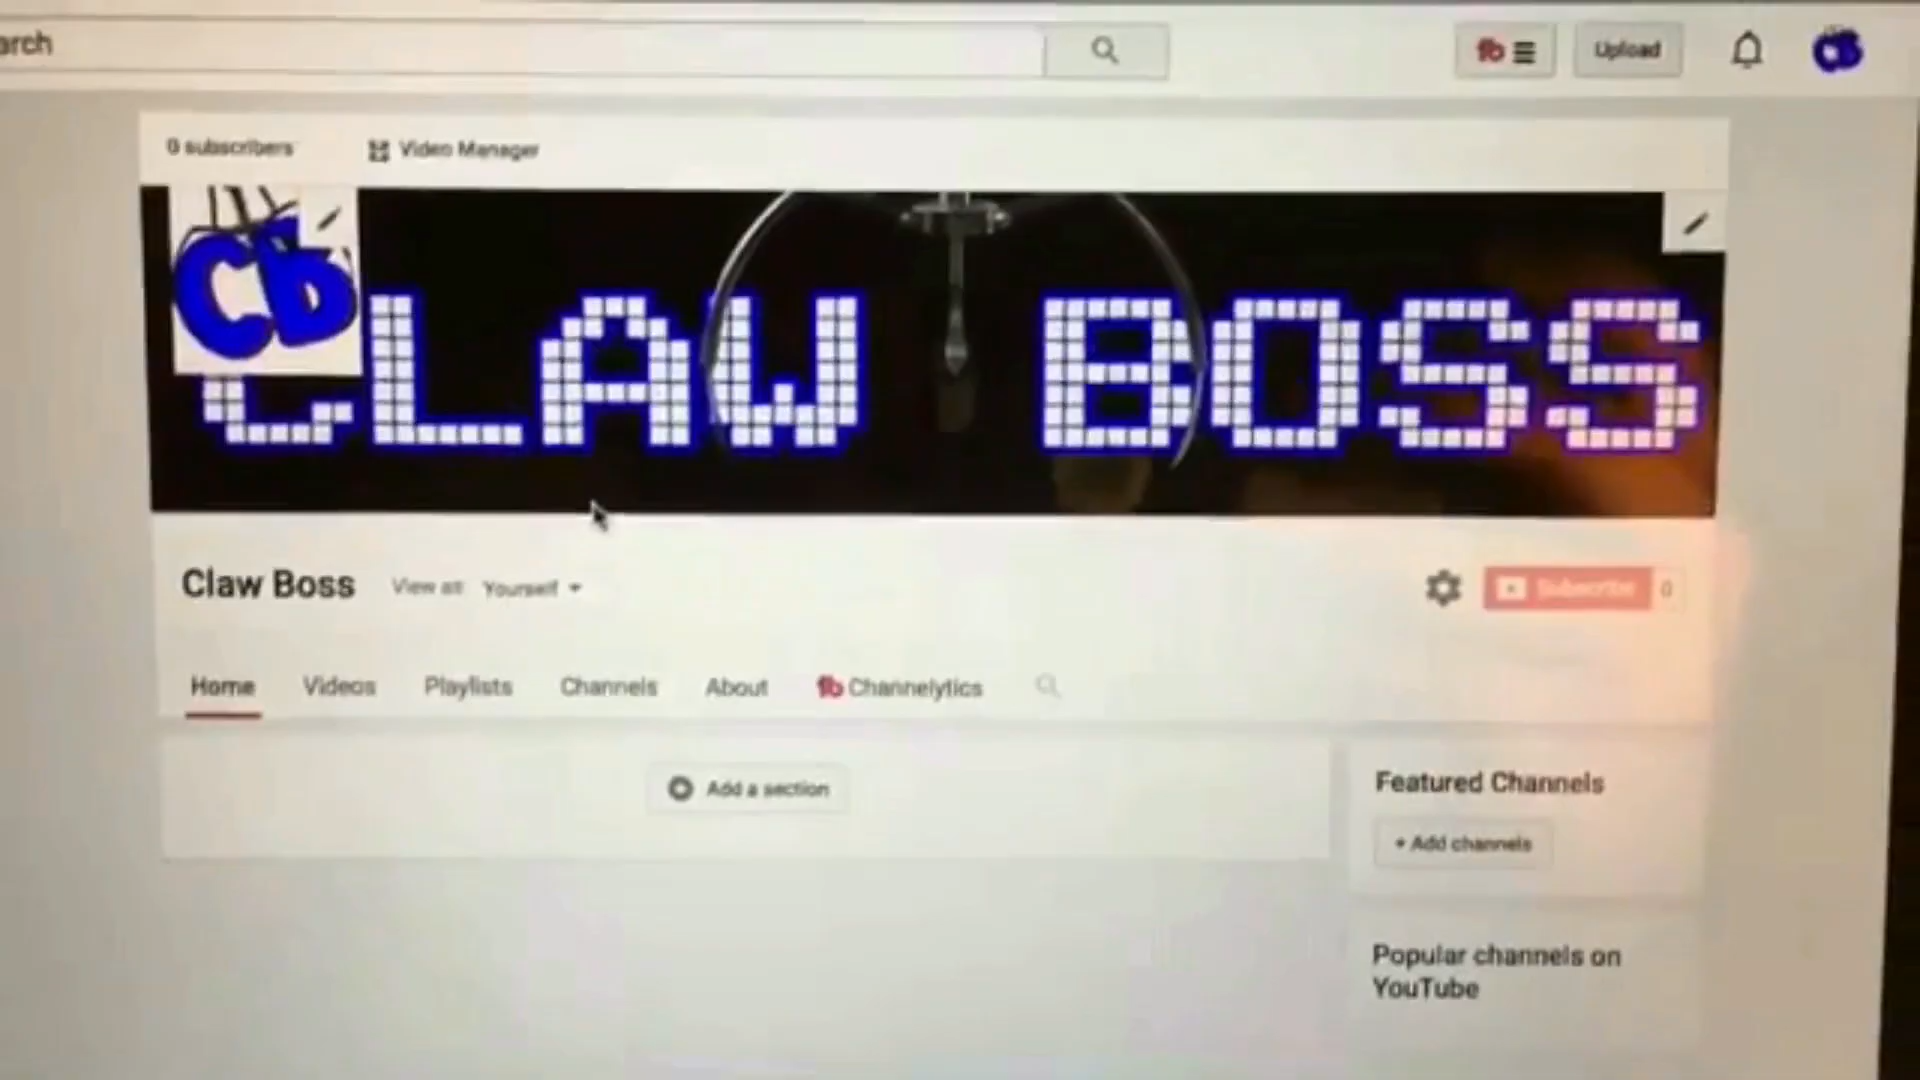 arch
Upload
CB
0 subscribers
Video Manager
CB
CLAW BOSS
Claw Boss
View as: Yourself
Subscribe 0
Home
Videos
Playlists
Channels
About
Channelytics
Add a section
Featured Channels
+ Add channels
Popular channels on
YouTube